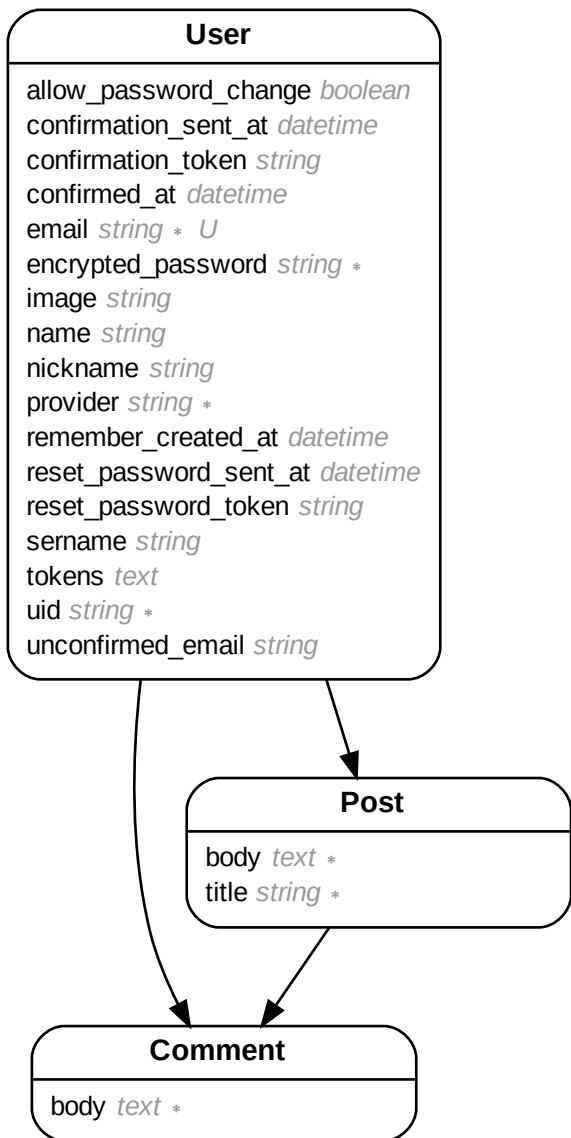 User
allow_password_change boolean
confirmation_sent_at datetime
confirmation_token string
confirmed_at datetime
email string * U
encrypted_password string *
image string
name string
nickname string
provider string *
remember_created_at datetime
reset_password_sent_at datetime
reset_password_token string
sername string
tokens text
uid string *
unconfirmed_email string
Post
body text *
title string *
Comment
body text *